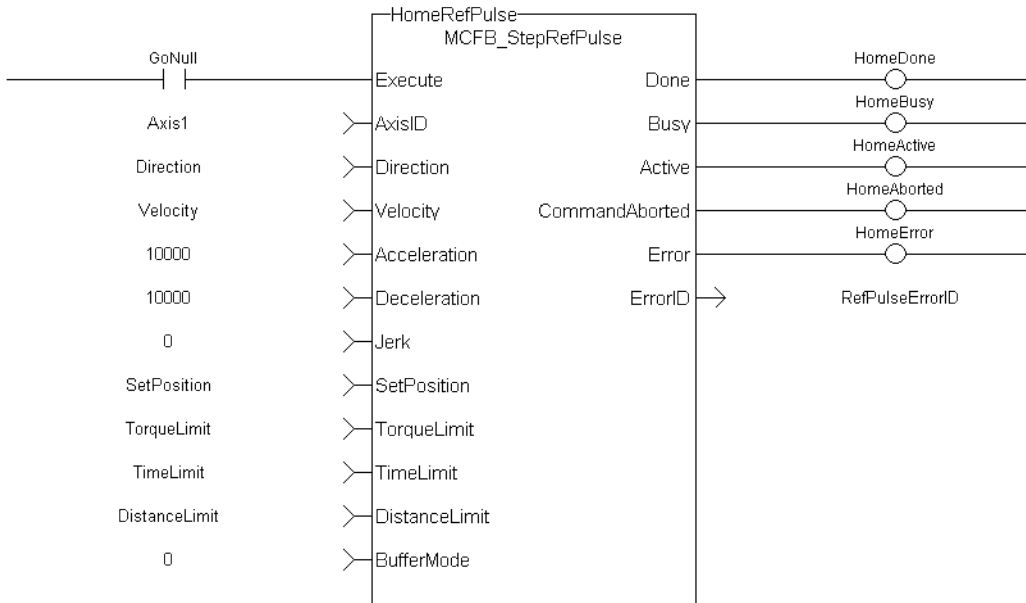 HomeRefPulse
MCFB_StepRefPulse
GoNull Execute Done HomeDone
Axis1 AxisID Busy HomeBusy
Direction Direction Active HomeActive
Velocity Velocity CommandAborted HomeAborted
10000 Acceleration Error HomeError
10000 Deceleration ErrorID RefPulseErrorID
0 Jerk
SetPosition SetPosition
TorqueLimit TorqueLimit
TimeLimit TimeLimit
DistanceLimit DistanceLimit
0 BufferMode